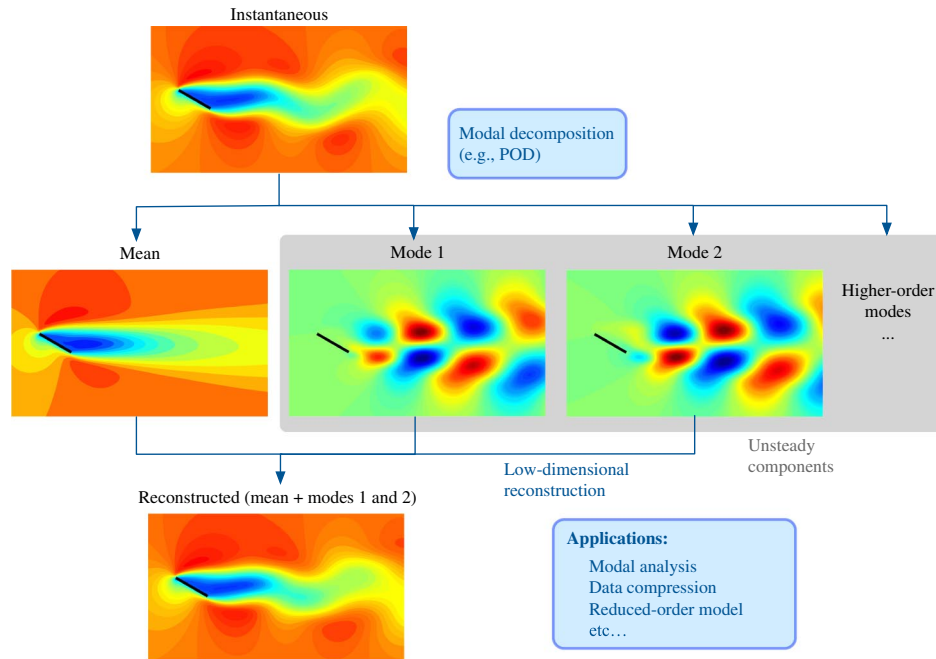 Instantaneous
Modal decomposition
(e.g., POD)
Mean
Mode 1
Mode 2
Higher-order
modes
...
Unsteady
components
Low-dimensional
reconstruction
Reconstructed (mean + modes 1 and 2)
Applications:
Modal analysis
Data compression
Reduced-order model
etc…